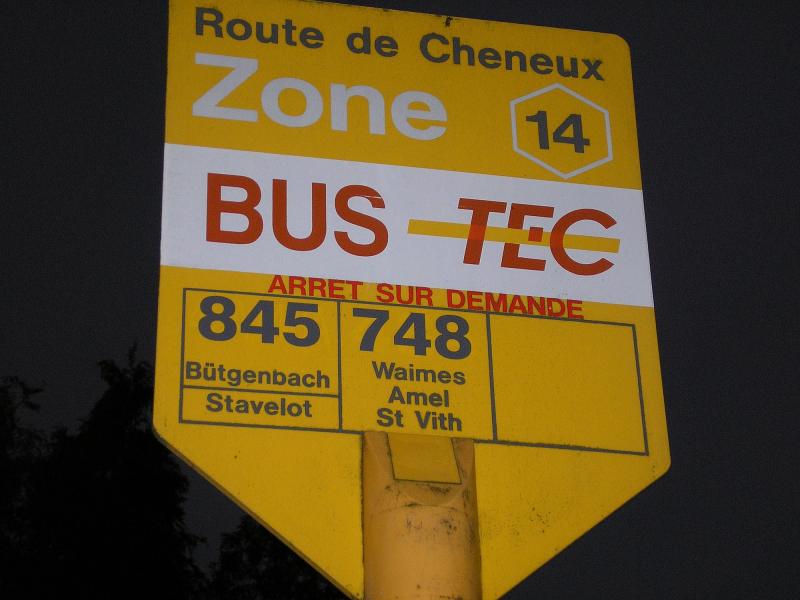 Route de Cheneux
Zone 14
BUS TEC
ARRET SUR DEMANDE
845 748
Bütgenbach
Stavelot
Waimes
Amel
St Vith